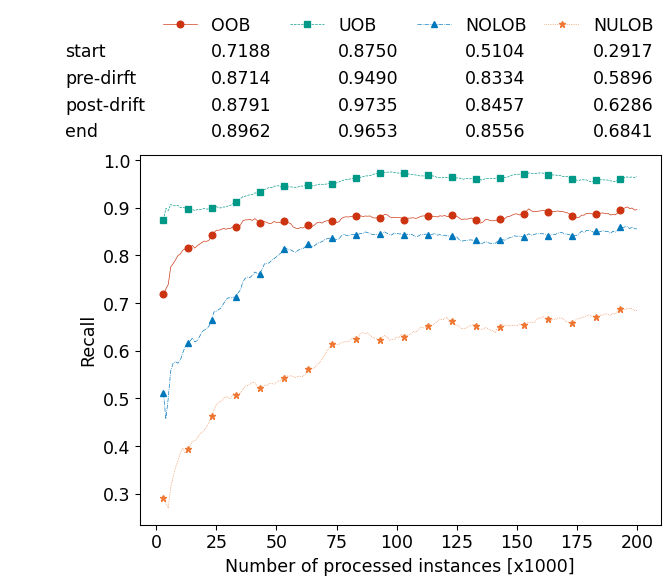 OOB UOB NOLOB NULOB
start 0.7188 0.8750 0.5104 0.2917
pre-dirft 0.8714 0.9490 0.8334 0.5896
post-drift 0.8791 0.9735 0.8457 0.6286
end 0.8962 0.9653 0.8556 0.6841
1.0
0.9
0.8
0.7
0.6
0.5
0.4
0.3
Recall
0 25 50 75 100 125 150 175 200
Number of processed instances [x1000]